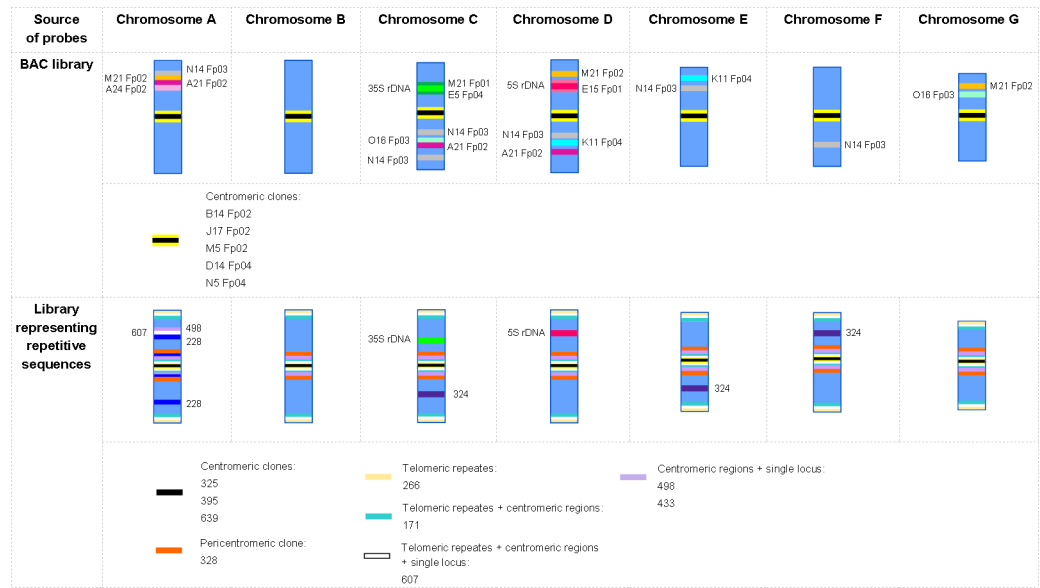 Source of probes
Chromosome A
Chromosome B
Chromosome C
Chromosome D
Chromosome E
Chromosome F
Chromosome G
BAC library
N14 Fp03
M21 Fp02
A21 Fp02
A24 Fp02
35S rDNA
M21 Fp01
E5 Fp04
N14 Fp03
O16 Fp03
A21 Fp02
N14 Fp03
5S rDNA
M21 Fp02
E15 Fp01
N14 Fp03
K11 Fp04
A21 Fp02
K11 Fp04
N14 Fp03
N14 Fp03
M21 Fp02
O16 Fp03
Centromeric clones:
B14 Fp02
J17 Fp02
M5 Fp02
D14 Fp04
N5 Fp04
Library
representing
repetitive
sequences
607
498
228
228
35S rDNA
324
5S rDNA
324
324
Centromeric clones:
325
395
639
Pericentromeric clone:
328
Telomeric repeates:
266
Telomeric repeates + centromeric regions:
171
Telomeric repeates + centromeric regions
+ single locus:
607
Centromeric regions + single locus:
498
433